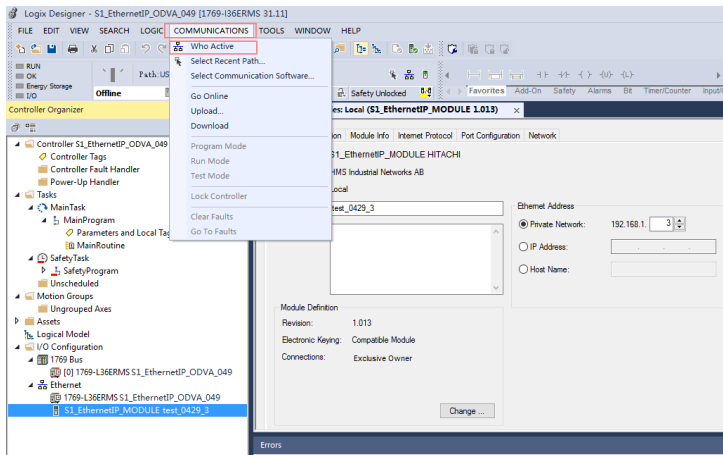 Logix Designer - S1_EthernetIP_ODVA_049 [1769-l36ERMS 31.11]
FILE EDIT VIEW SEARCH LOGIC COMMUNICATIONS TOOLS WINDOW HELP
Who Active
Select Recent Path...
Select Communication Software...
Go Online
Upload...
Download
Program Mode
Run Mode
Test Mode
Lock Controller
Clear Faults
Go To Faults
RUN
OK
Energy Storage
I/O
Path: US
Offline
Safety Unlocked
Favorites Add-On Safety Alarms Bit Timer/Counter Input/
Controller Organizer
es: Local (S1_EthernetIP_MODULE 1.013) ×
Controller S1_EthernetIP_ODVA_049
Controller Tags
Controller Fault Handler
Power-Up Handler
Tasks
MainTask
MainProgram
Parameters and Local Tag
MainRoutine
SafetyTask
SafetyProgram
Unscheduled
Motion Groups
Ungrouped Axes
Assets
Logical Model
I/O Configuration
1769 Bus
[0] 1769-L36ERMS S1_EthernetIP_ODVA_049
Ethernet
1769-L36ERMS S1_EthernetIP_ODVA_049
S1_EthernetIP_MODULE test_0429_3
ion Module Info Internet Protocol Port Configuration Network
S1_EthernetIP_MODULE HITACHI
HMS Industrial Networks AB
Local
test_0429_3
Ethernet Address
Private Network: 192.168.1. 3
IP Address:
Host Name:
Module Definition
Revision: 1.013
Electronic Keying: Compatible Module
Connections: Exclusive Owner
Change ...
Errors